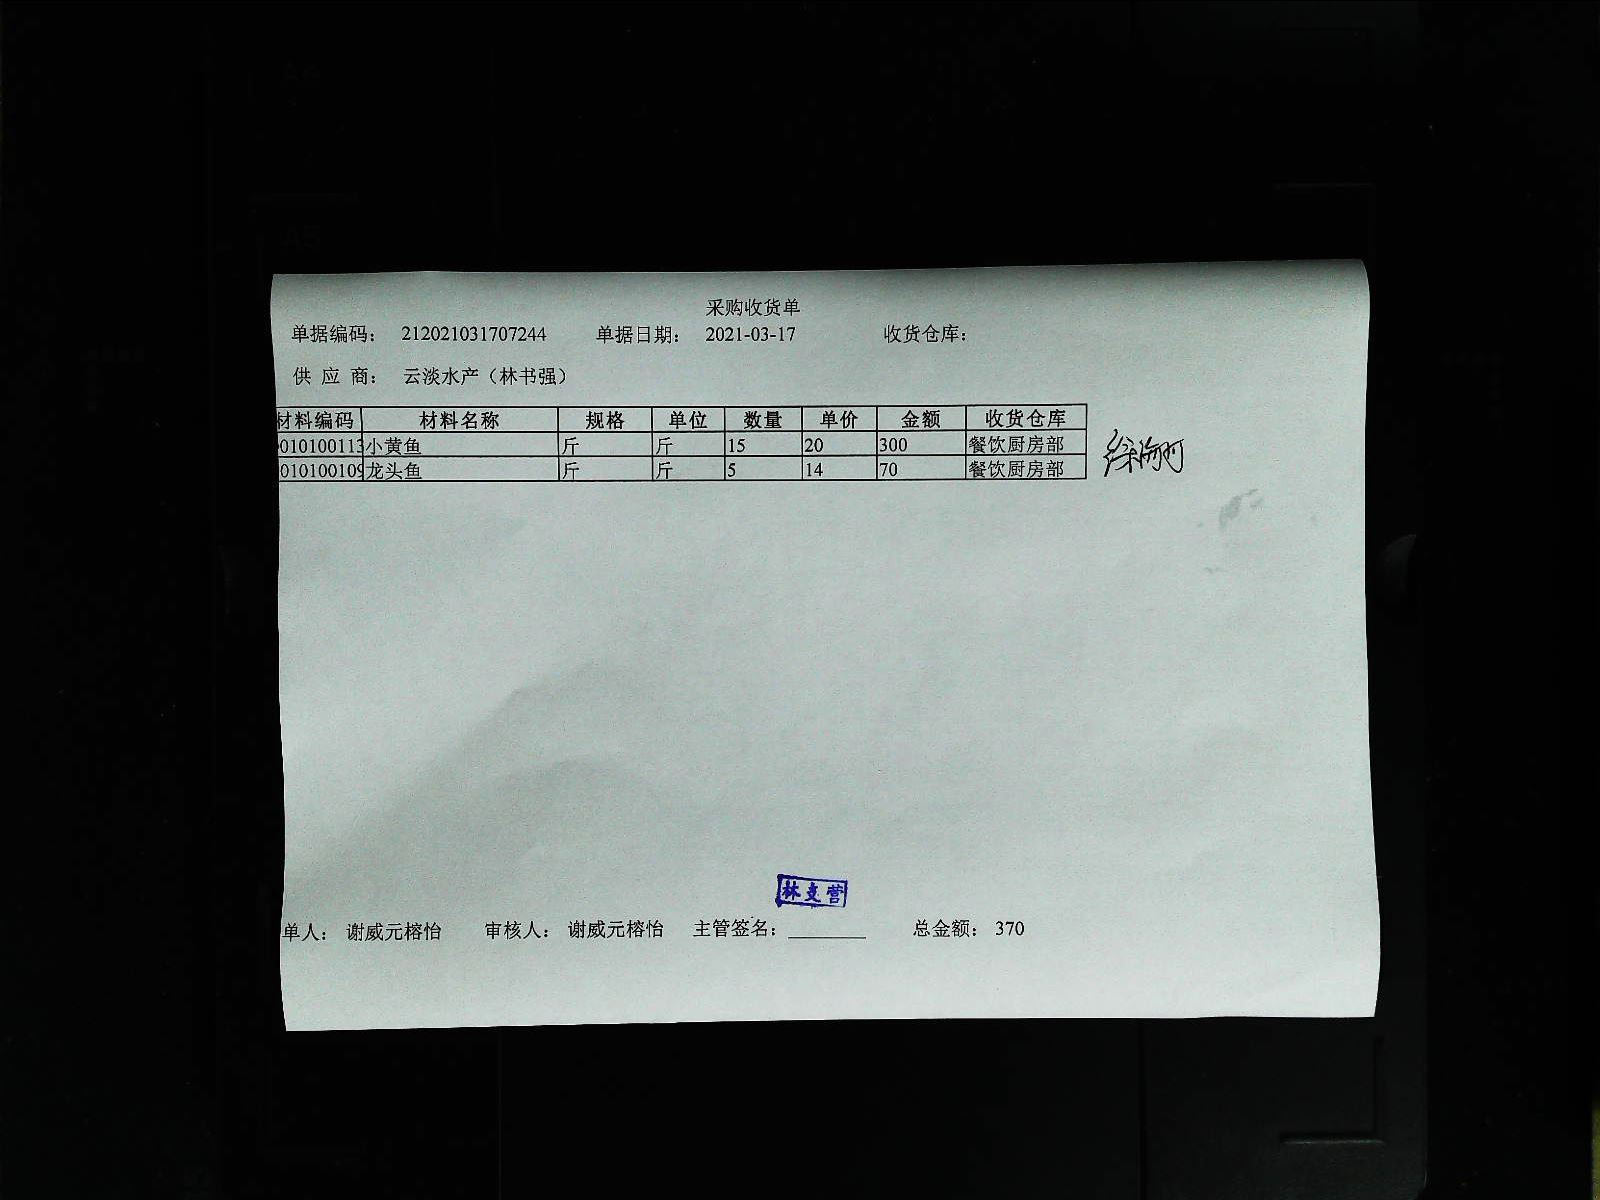 采购收货单
单据编码： 212021031707244 单据日期： 2021-03-17 收货仓库：
供 应 商： 云淡水产（林书强）
材料编码 材料名称 规格 单位 数量 单价 金额 收货仓库
010100113 小黄鱼 斤 斤 15 20 300 餐饮厨房部
010100109 龙头鱼 斤 斤 5 14 70 餐饮厨房部
林支营
单人： 谢威元榕怡 审核人： 谢威元榕怡 主管签名： 总金额： 370